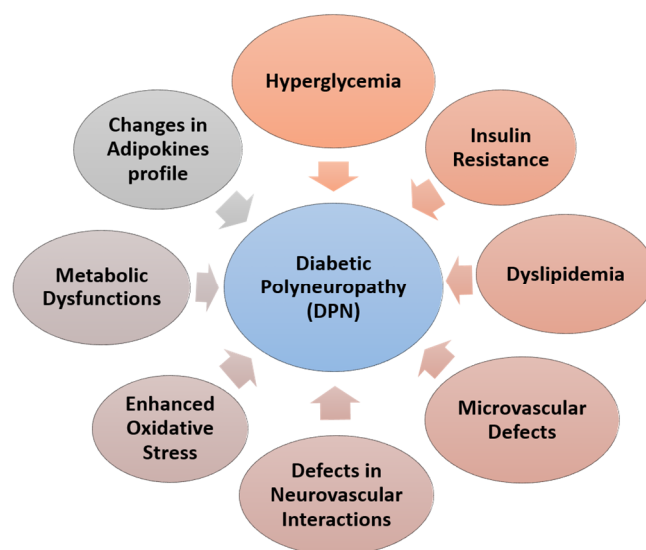 Hyperglycemia
Insulin
Resistance
Dyslipidemia
Microvascular
Defects
Defects in
Neurovascular
Interactions
Enhanced
Oxidative
Stress
Metabolic
Dysfunctions
Changes in
Adipokines
profile
Diabetic
Polyneuropathy
(DPN)